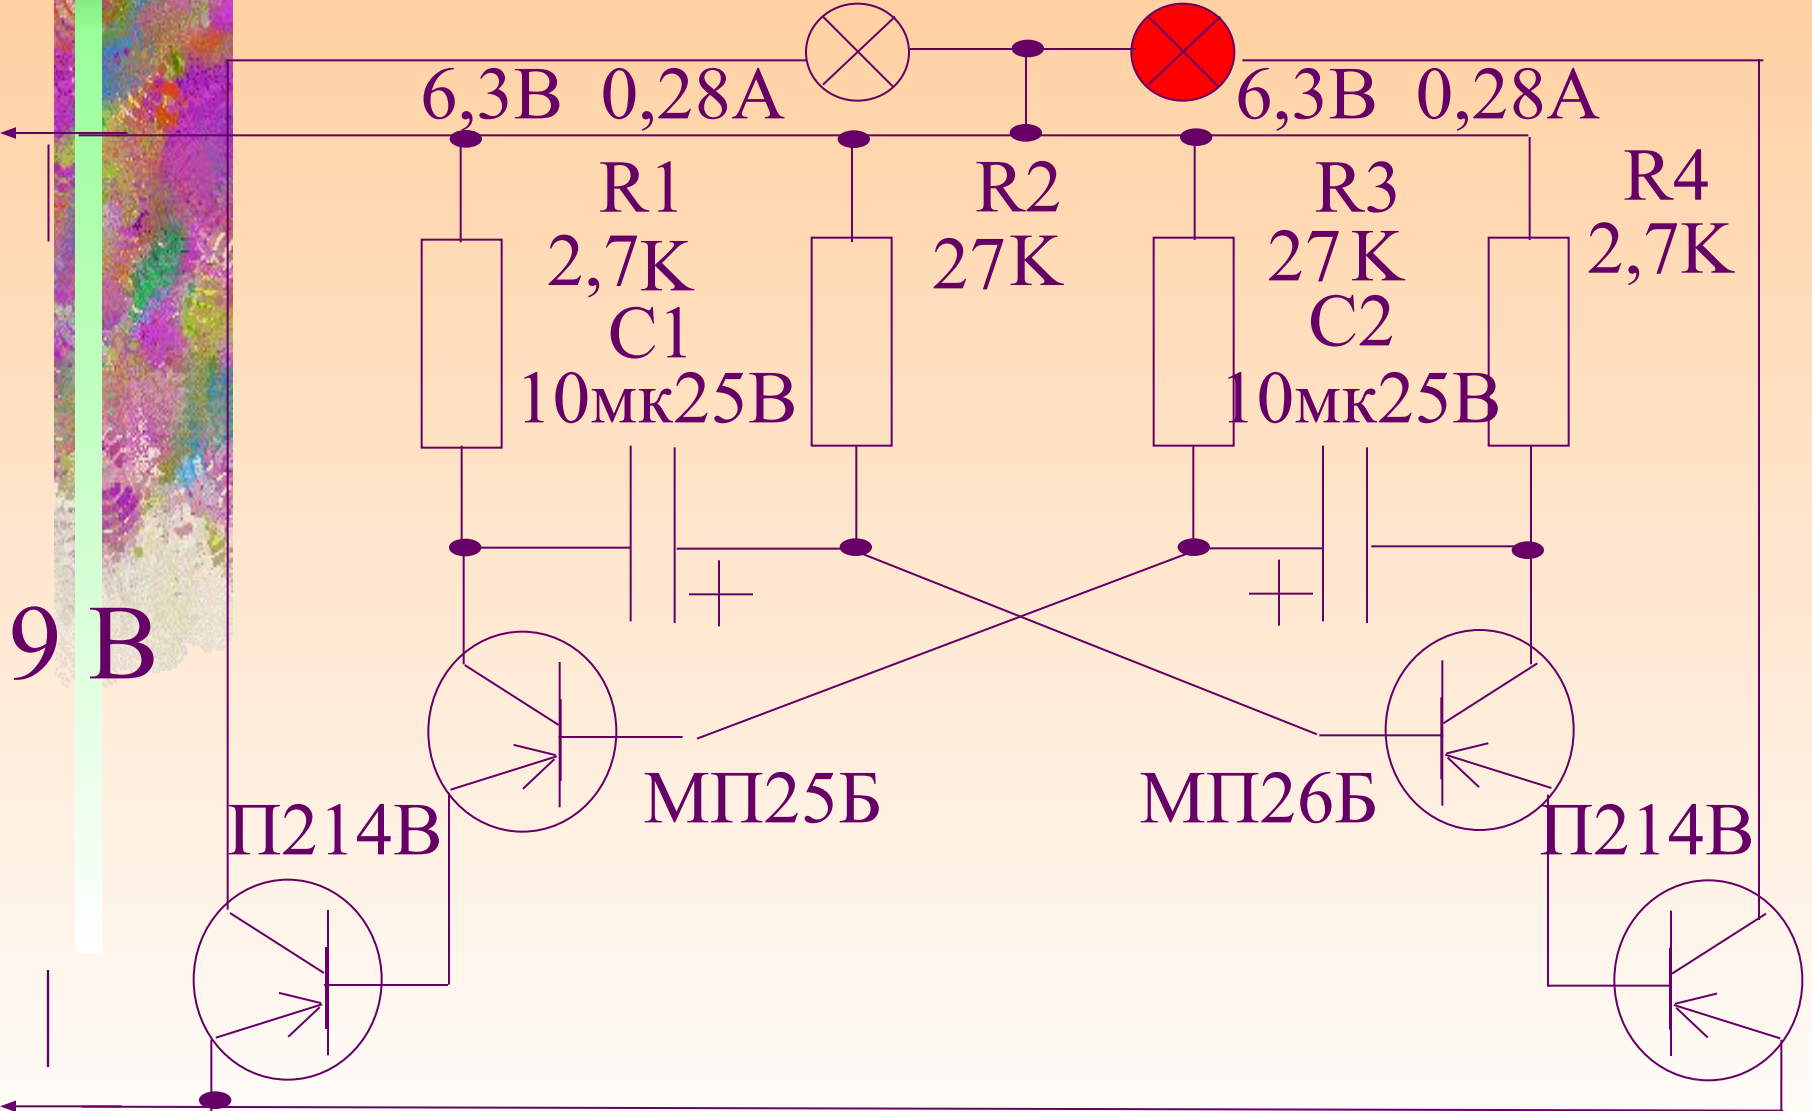 6,3В 0,28А
6,3В 0,28А
R1
2,7К
R2
27К
R3
27К
R4
2,7К
С1
10мк25В
С2
10мк25В
9 В
МП25Б
МП26Б
П214В
П214В